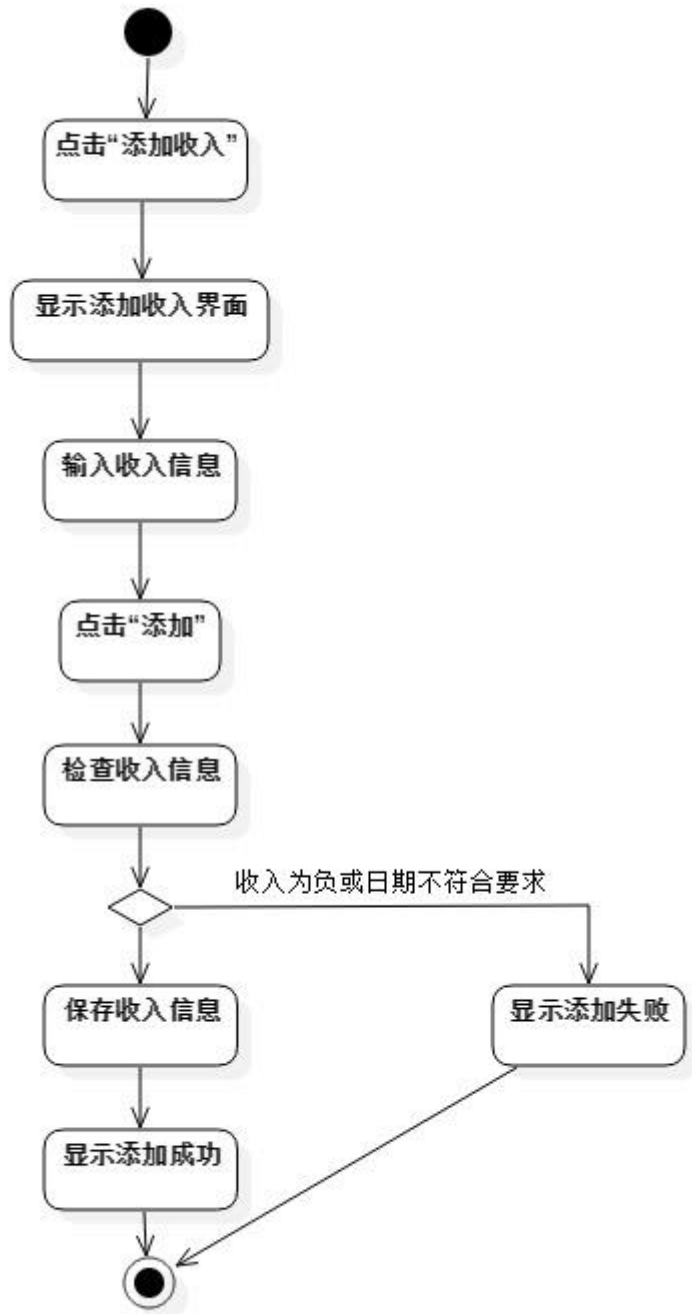 点击“添加收入”
显示添加收入界面
输入收入信息
点击“添加”
检查收入信息
收入为负或日期不符合要求
保存收入信息
显示添加失败
显示添加成功